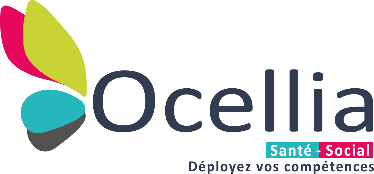 Ocellia
Santé - Social
Déployez vos compétences